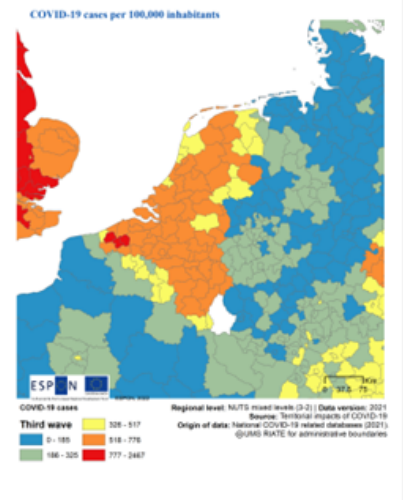 COVID-19 cases per 100,000 inhabitants
ESPON
COVID-19 cases
Third wave
0 - 185
186 - 325
326 - 517
518 - 776
777 - 2467
Regional level: NUTS mixed levels (3-2) | Data version: 2021
Source: Territorial impacts of COVID-19
Origin of data: National COVID-19 related databases (2021)
@UMS RIATE for administrative boundaries